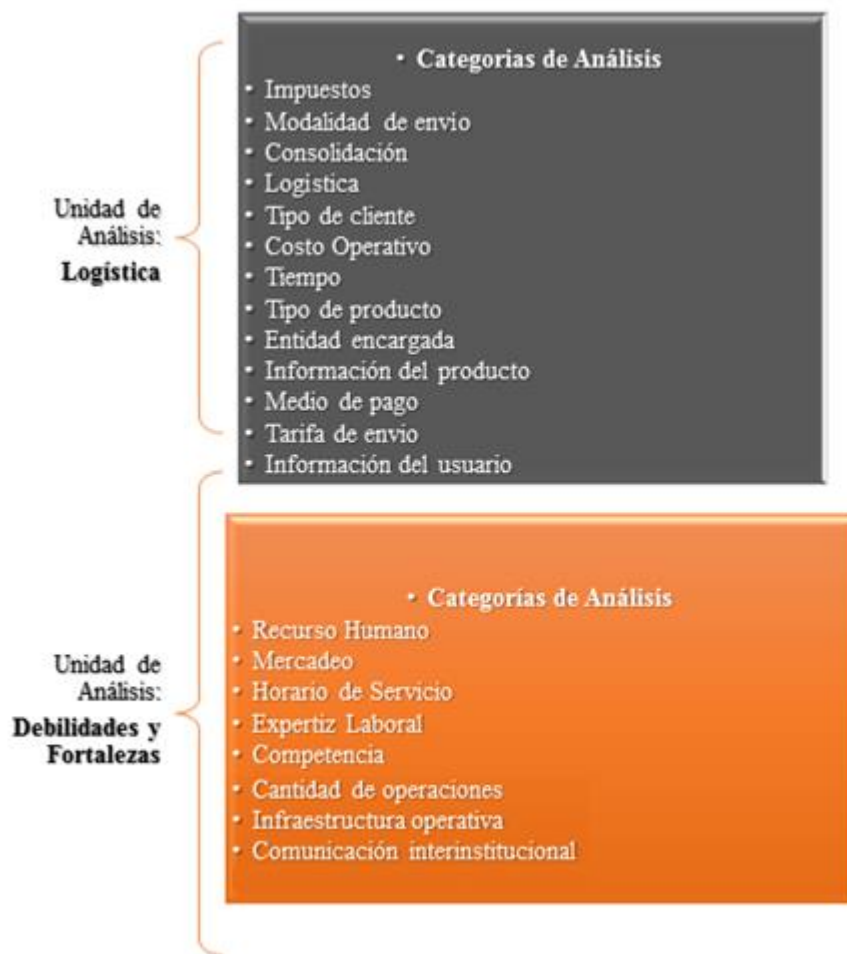 • Categorias de Análisis
• Impuestos
• Modalidad de envío
• Consolidación
• Logística
• Tipo de cliente
• Costo Operativo
• Tiempo
• Tipo de producto
• Entidad encargada
• Información del producto
• Medio de pago
• Tarifa de envio
• Información del usuario
Unidad de
Análisis:
Logística
• Categorías de Análisis
• Recurso Humano
• Mercadeo
• Horario de Servicio
• Expertiz Laboral
• Competencia
• Cantidad de operaciones
• Infraestructura operativa
• Comunicación interinstitucional
Unidad de
Análisis:
Debilidades y
Fortalezas